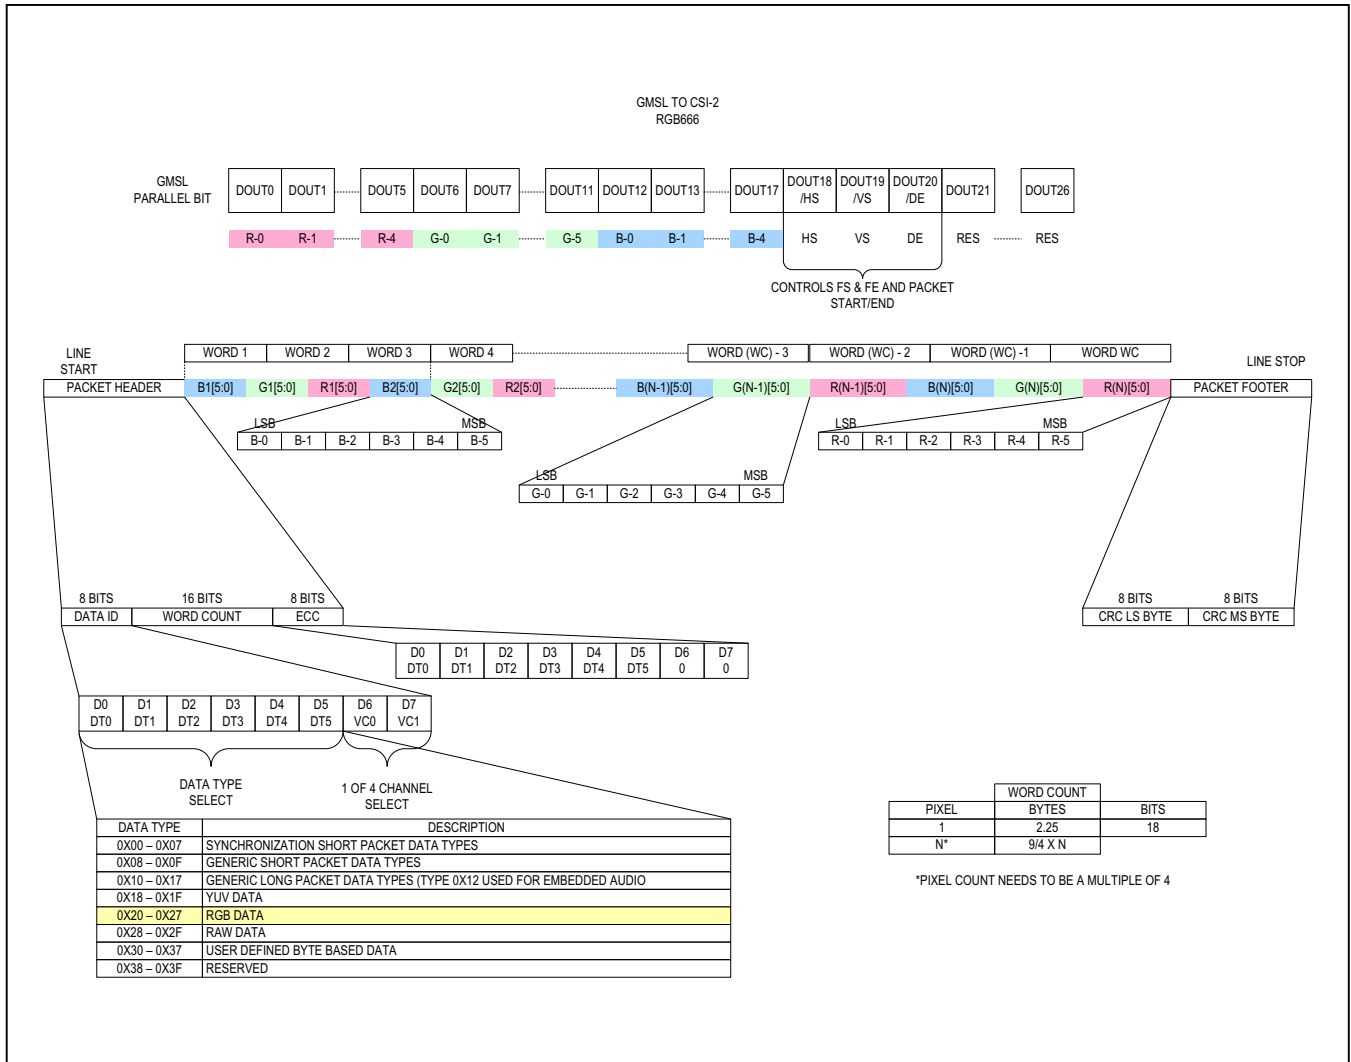 GMSL TO CSI-2
RGB666
GMSL
PARALLEL BIT
DOUT0 DOUT1 DOUT5 DOUT6 DOUT7 DOUT11 DOUT12 DOUT13 DOUT17 DOUT18 /HS DOUT19 /VS DOUT20 /DE DOUT21 DOUT26
R-0 R-1 R-4 G-0 G-1 G-5 B-0 B-1 B-4 HS VS DE RES RES
CONTROLS FS & FE AND PACKET
START/END
LINE
START
WORD 1 WORD 2 WORD 3 WORD 4 WORD (WC) - 3 WORD (WC) - 2 WORD (WC) -1 WORD WC
LINE STOP
PACKET HEADER B1[5:0] G1[5:0] R1[5:0] B2[5:0] G2[5:0] R2[5:0] B(N-1)[5:0] G(N-1)[5:0] R(N-1)[5:0] B(N)[5:0] G(N)[5:0] R(N)[5:0] PACKET FOOTER
LSB MSB
B-0 B-1 B-2 B-3 B-4 B-5
LSB MSB
R-0 R-1 R-2 R-3 R-4 R-5
LSB MSB
G-0 G-1 G-2 G-3 G-4 G-5
8 BITS 16 BITS 8 BITS
DATA ID WORD COUNT ECC
8 BITS 8 BITS
CRC LS BYTE CRC MS BYTE
D0 D1 D2 D3 D4 D5 D6 D7
DT0 DT1 DT2 DT3 DT4 DT5 0 0
D0 D1 D2 D3 D4 D5 D6 D7
DT0 DT1 DT2 DT3 DT4 DT5 VC0 VC1
DATA TYPE
SELECT
1 OF 4 CHANNEL
SELECT
DATA TYPE DESCRIPTION
0X00 – 0X07 SYNCHRONIZATION SHORT PACKET DATA TYPES
0X08 – 0X0F GENERIC SHORT PACKET DATA TYPES
0X10 – 0X17 GENERIC LONG PACKET DATA TYPES (TYPE 0X12 USED FOR EMBEDDED AUDIO
0X18 – 0X1F YUV DATA
0X20 – 0X27 RGB DATA
0X28 – 0X2F RAW DATA
0X30 – 0X37 USER DEFINED BYTE BASED DATA
0X38 – 0X3F RESERVED
WORD COUNT
PIXEL BYTES BITS
1 2.25 18
N* 9/4 X N
*PIXEL COUNT NEEDS TO BE A MULTIPLE OF 4